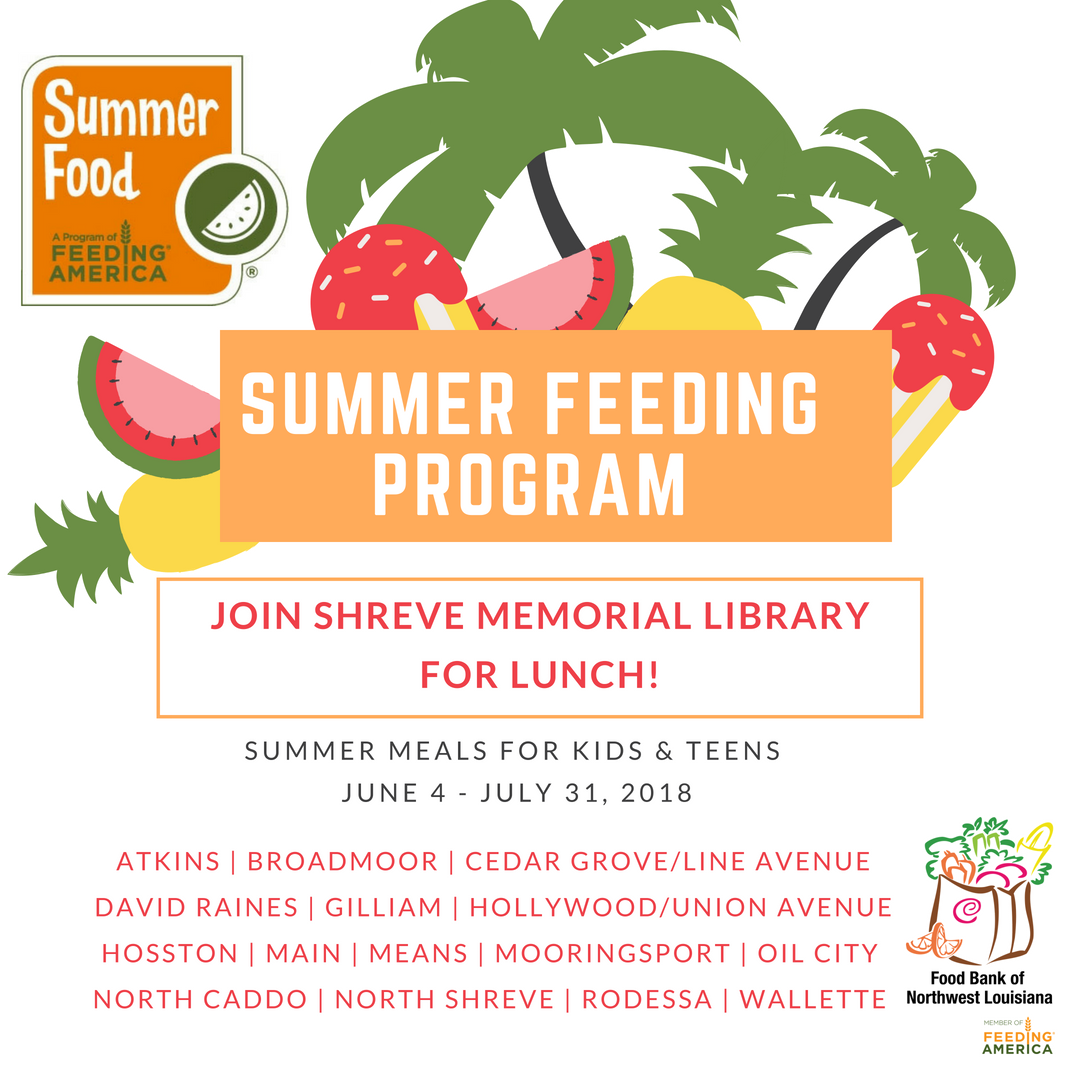 Summer
Food
A Program of
FEEDING®
AMERICA
SUMMER FEEDING
PROGRAM
JOIN SHREVE MEMORIAL LIBRARY
FOR LUNCH!
SUMMER MEALS FOR KIDS & TEENS
JUNE 4 - JULY 31, 2018
ATKINS | BROADMOOR | CEDAR GROVE/LINE AVENUE
DAVID RAINES | GILLIAM | HOLLYWOOD/UNION AVENUE
HOSSTON | MAIN | MEANS | MOORINGSPORT | OIL CITY
NORTH CADDO | NORTH SHREVE | RODESSA | WALLETTE
Food Bank of
Northwest Louisiana
MEMBER OF
FEEDING®
AMERICA
®